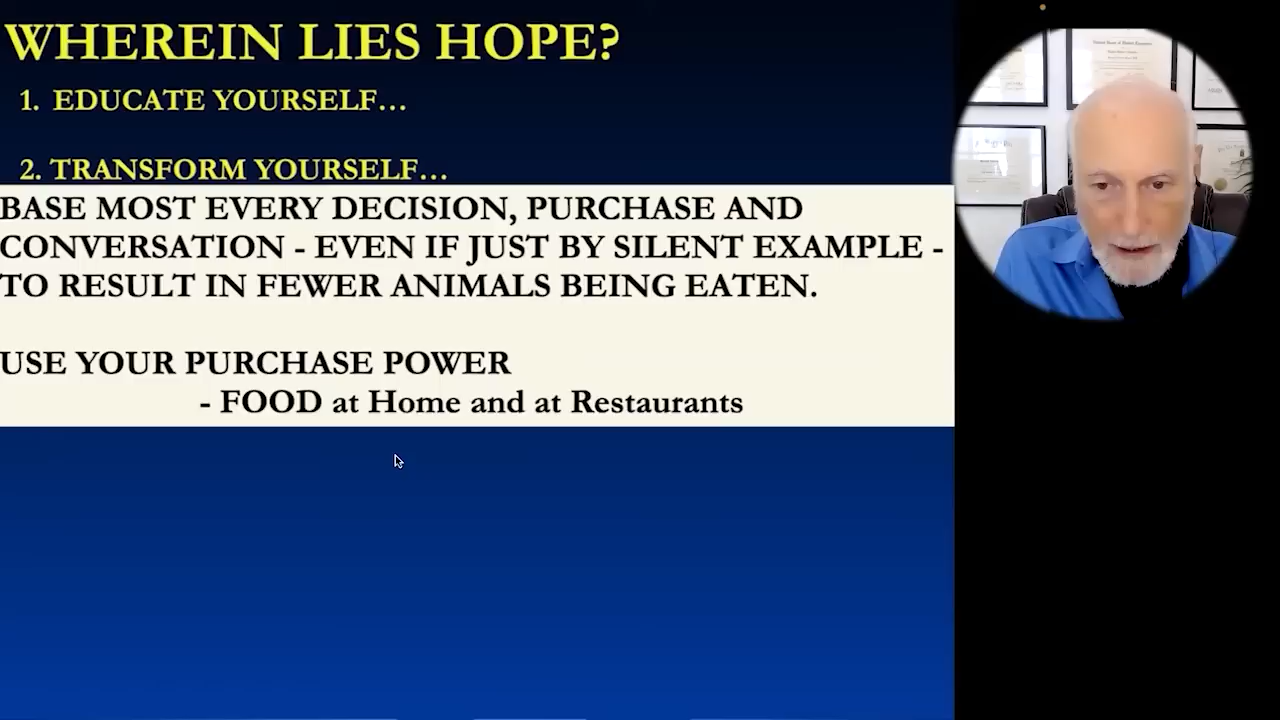 WHEREIN LIES HOPE?
1. EDUCATE YOURSELF…
2. TRANSFORM YOURSELF…
BASE MOST EVERY DECISION, PURCHASE AND
CONVERSATION - EVEN IF JUST BY SILENT EXAMPLE -
TO RESULT IN FEWER ANIMALS BEING EATEN.
USE YOUR PURCHASE POWER
- FOOD at Home and at Restaurants